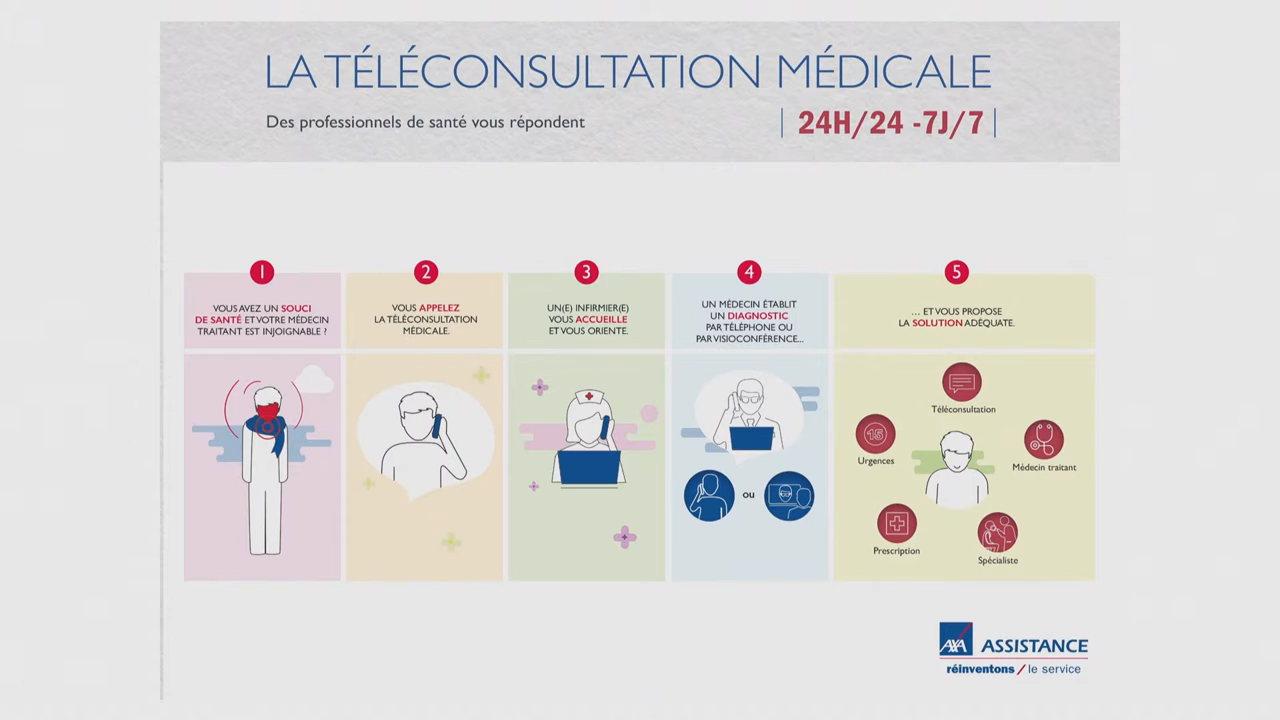 LA TÉLÉCONSULTATION MÉDICALE
Des professionnels de santé vous répondent
24H/24 -7J/7
1
VOUS AVEZ UN SOUCI
DE SANTÉ ET VOTRE MÉDECIN
TRAITANT EST INJOIGNABLE ?
2
VOUS APPELEZ
LA TÉLÉCONSULTATION
MÉDICALE.
3
UN(E) INFIRMIER(E)
VOUS ACCUEILLE
ET VOUS ORIENTE.
4
UN MÉDECIN ÉTABLIT
UN DIAGNOSTIC
PAR TÉLÉPHONE OU
PAR VISIOCONFÉRENCE...
ou
5
... ET VOUS PROPOSE
LA SOLUTION ADÉQUATE.
Téléconsultation
15
Urgences
Médecin traitant
Prescription
Spécialiste
AXA ASSISTANCE
réinventons / le service